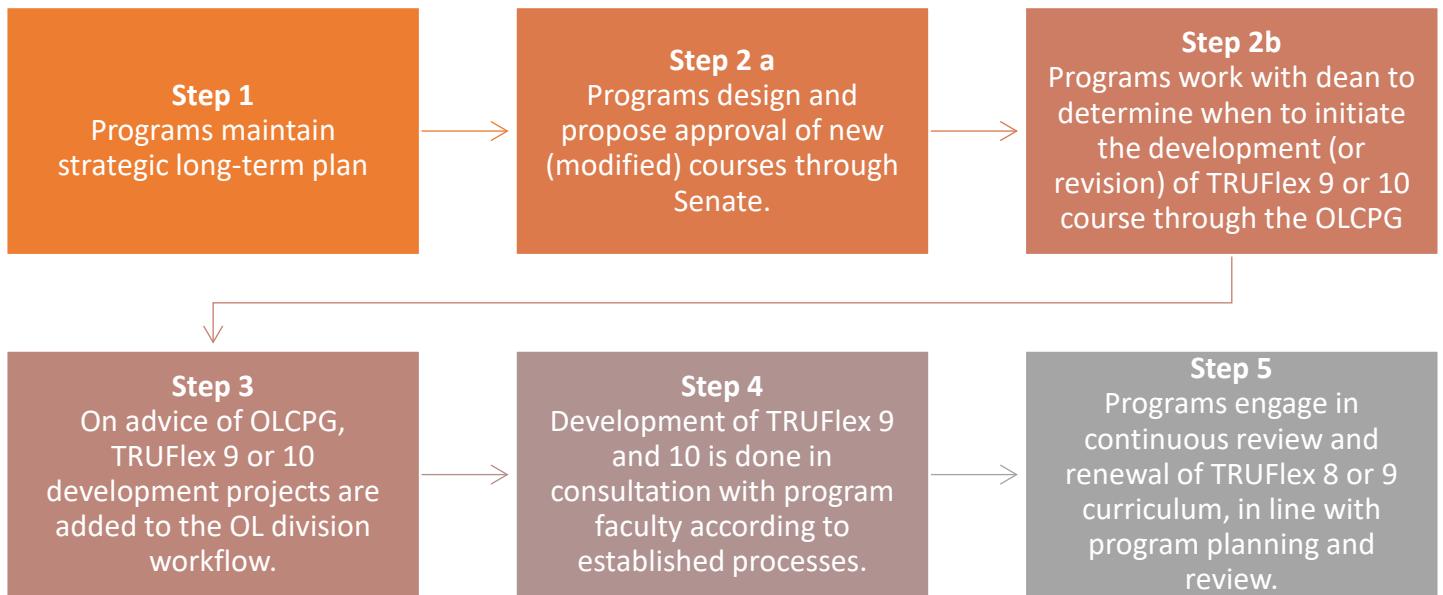 Step 1
Programs maintain
strategic long-term plan
Step 2 a
Programs design and
propose approval of new
(modified) courses through
Senate.
Step 2b
Programs work with dean to
determine when to initiate
the development (or
revision) of TRUFlex 9 or 10
course through the OLCPG
Step 3
On advice of OLCPG,
TRUFlex 9 or 10
development projects are
added to the OL division
workflow.
Step 4
Development of TRUFlex 9
and 10 is done in
consultation with program
faculty according to
established processes.
Step 5
Programs engage in
continuous review and
renewal of TRUFlex 8 or 9
curriculum, in line with
program planning and
review.